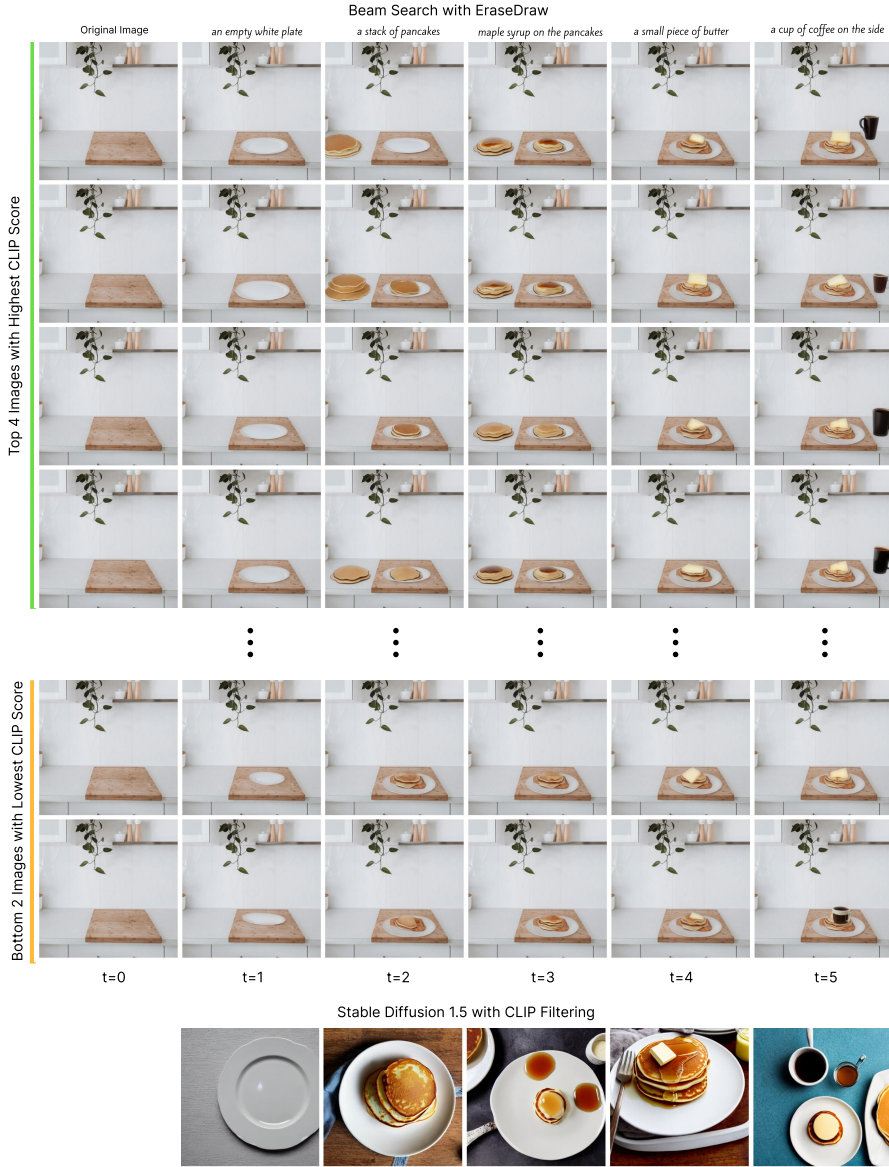 Beam Search with EraseDraw
Original Image
an empty white plate
a stack of pancakes
maple syrup on the pancakes
a small piece of butter
a cup of coffee on the side
Top 4 Images with Highest CLIP Score
Bottom 2 Images with Lowest CLIP Score
t=0
t=1
t=2
t=3
t=4
t=5
Stable Diffusion 1.5 with CLIP Filtering